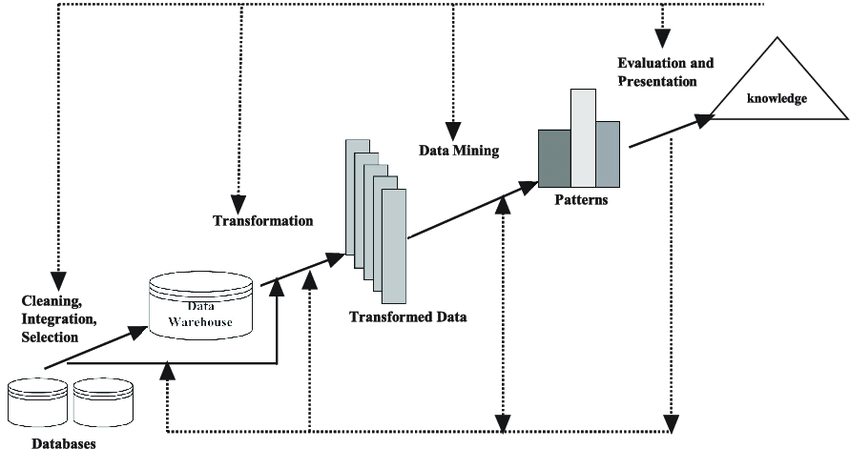 Evaluation and
Presentation
knowledge
Data Mining
Patterns
Transformation
Cleaning,
Integration,
Selection
Data
Warehouse
Transformed Data
Databases